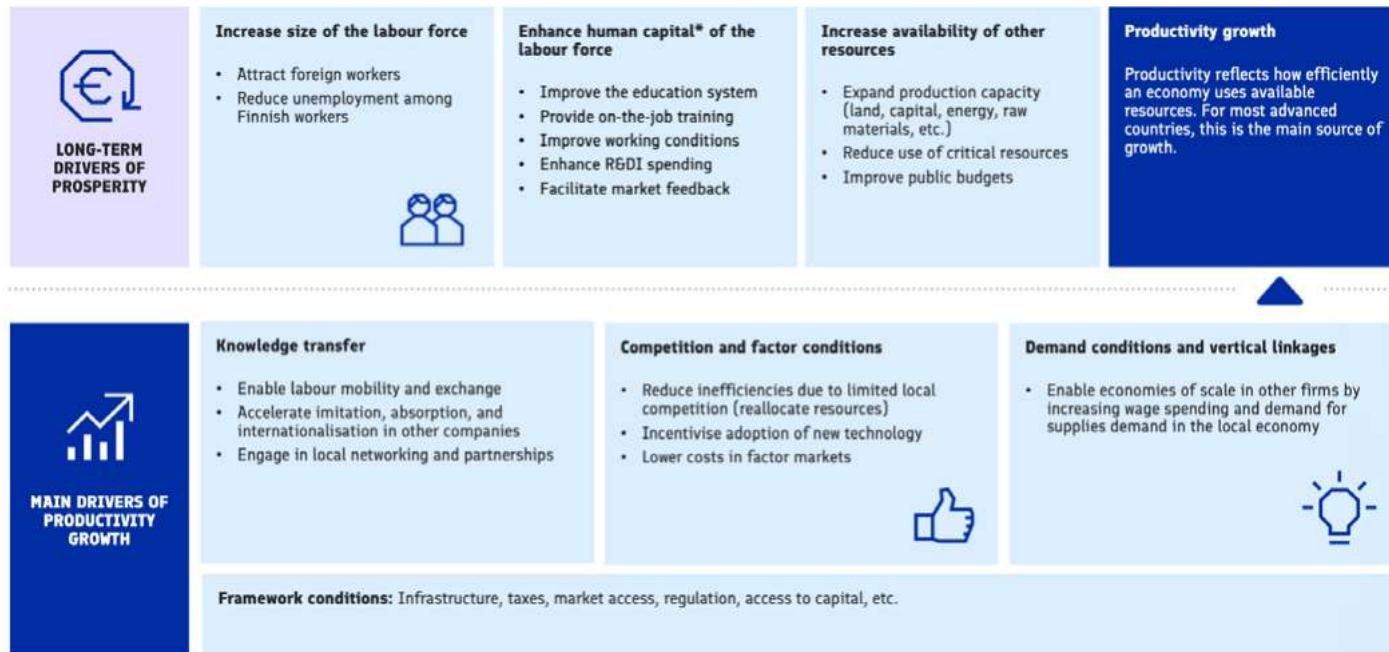 LONG-TERM
DRIVERS OF
PROSPERITY
Increase size of the labour force
• Attract foreign workers
• Reduce unemployment among
Finnish workers
Enhance human capital* of the
labour force
• Improve the education system
• Provide on-the-job training
• Improve working conditions
• Enhance R&DI spending
• Facilitate market feedback
Increase availability of other
resources
• Expand production capacity
(land, capital, energy, raw
materials, etc.)
• Reduce use of critical resources
• Improve public budgets
Productivity growth
Productivity reflects how efficiently
an economy uses available
resources. For most advanced
countries, this is the main source of
growth.
MAIN DRIVERS OF
PRODUCTIVITY
GROWTH
Knowledge transfer
• Enable labour mobility and exchange
• Accelerate imitation, absorption, and
internationalisation in other companies
• Engage in local networking and partnerships
Competition and factor conditions
• Reduce inefficiencies due to limited local
competition (reallocate resources)
• Incentivise adoption of new technology
• Lower costs in factor markets
Demand conditions and vertical linkages
• Enable economies of scale in other firms by
increasing wage spending and demand for
supplies demand in the local economy
Framework conditions: Infrastructure, taxes, market access, regulation, access to capital, etc.